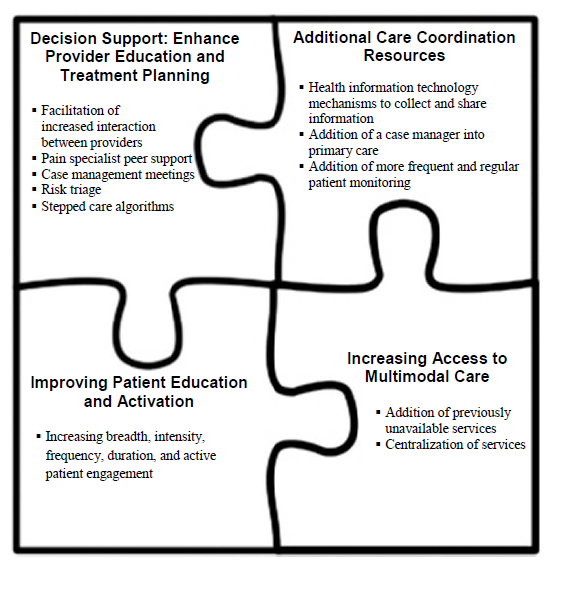 Decision Support: Enhance
Provider Education and
Treatment Planning
▪ Facilitation of
increased interaction
between providers
▪ Pain specialist peer support
▪ Case management meetings
▪ Risk triage
▪ Stepped care algorithms
Additional Care Coordination
Resources
▪ Health information technology
mechanisms to collect and share
information
▪ Addition of a case manager into
primary care
▪ Addition of more frequent and regular
patient monitoring
Improving Patient Education
and Activation
▪ Increasing breadth, intensity,
frequency, duration, and active
patient engagement
Increasing Access to
Multimodal Care
▪ Addition of previously
unavailable services
▪ Centralization of services